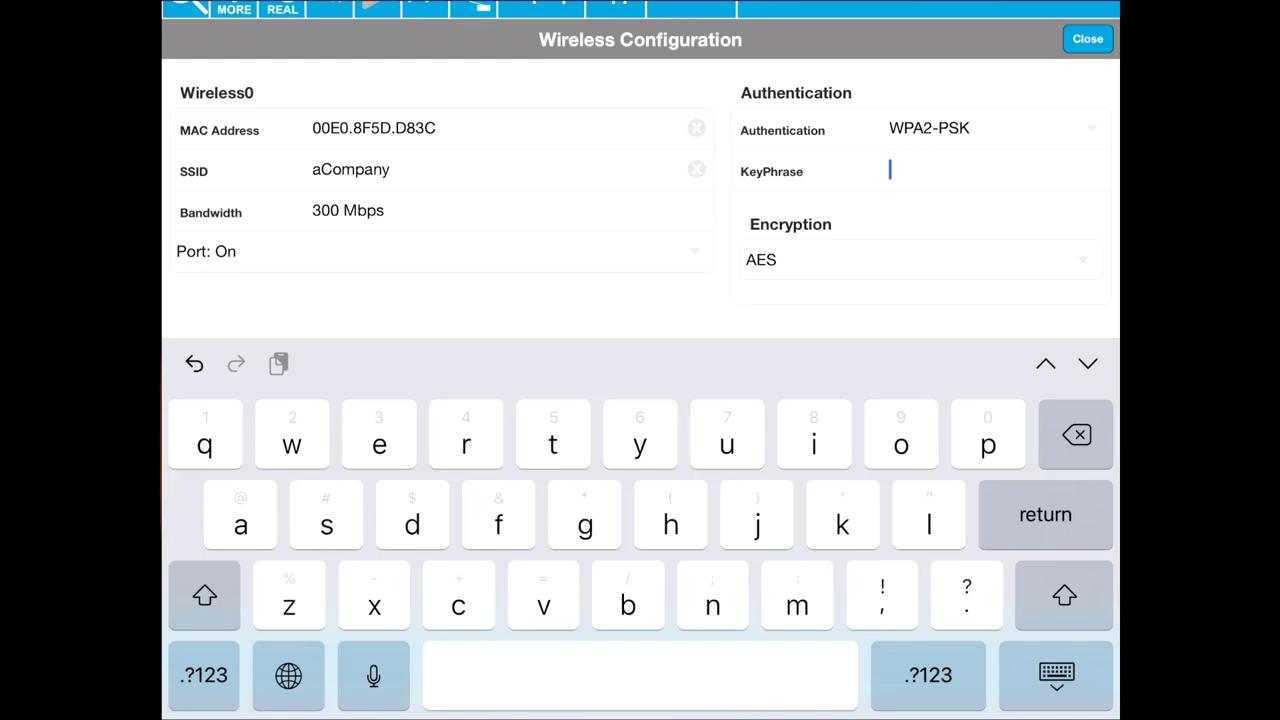 MORE REAL
Wireless Configuration
Close
Wireless0
MAC Address 00E0.8F5D.D83C
SSID aCompany
Bandwidth 300 Mbps
Port: On
Authentication
Authentication WPA2-PSK
KeyPhrase
Encryption
AES
1 2 3 4 5 6 7 8 9 0
q w e r t y u i o p
@ # $ & * ( ) ' "
a s d f g h j k l return
% - + = / ; : ! ?
z x c v b n m , .
.?123 .?123